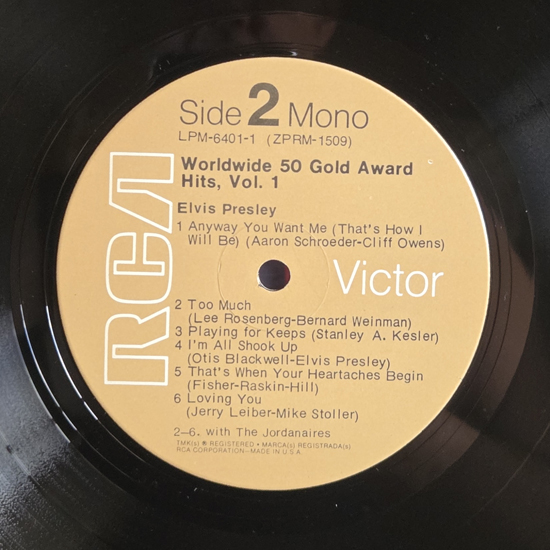 Side 2 Mono
LPM-6401-1 (ZPRM-1509)
Worldwide 50 Gold Award
Hits, Vol. 1
Elvis Presley
1 Anyway You Want Me (That's How I
Will Be) (Aaron Schroeder-Cliff Owens)
RCA
Victor
2 Too Much
(Lee Rosenberg-Bernard Weinman)
3 Playing for Keeps (Stanley A. Kesler)
4 I'm All Shook Up
(Otis Blackwell-Elvis Presley)
5 That's When Your Heartaches Begin
(Fisher-Raskin-Hill)
6 Loving You
(Jerry Leiber-Mike Stoller)
2-6. with The Jordanaires
TMK(s) ® REGISTERED • MARCA(s) REGISTRADA(s)
RCA CORPORATION-MADE IN U.S.A.